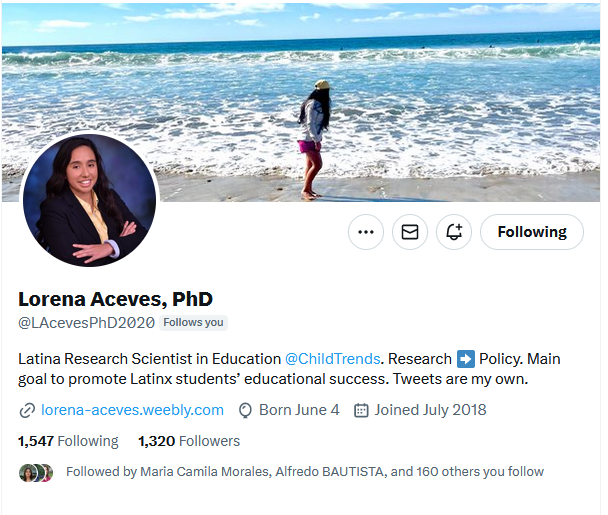 Following
Lorena Aceves, PhD
@LAcevesPhD2020 Follows you
Latina Research Scientist in Education @ChildTrends. Research ➡️ Policy. Main
goal to promote Latinx students’ educational success. Tweets are my own.
lorena-aceves.weebly.com Born June 4 Joined July 2018
1,547 Following 1,320 Followers
Followed by Maria Camila Morales, Alfredo BAUTISTA, and 160 others you follow